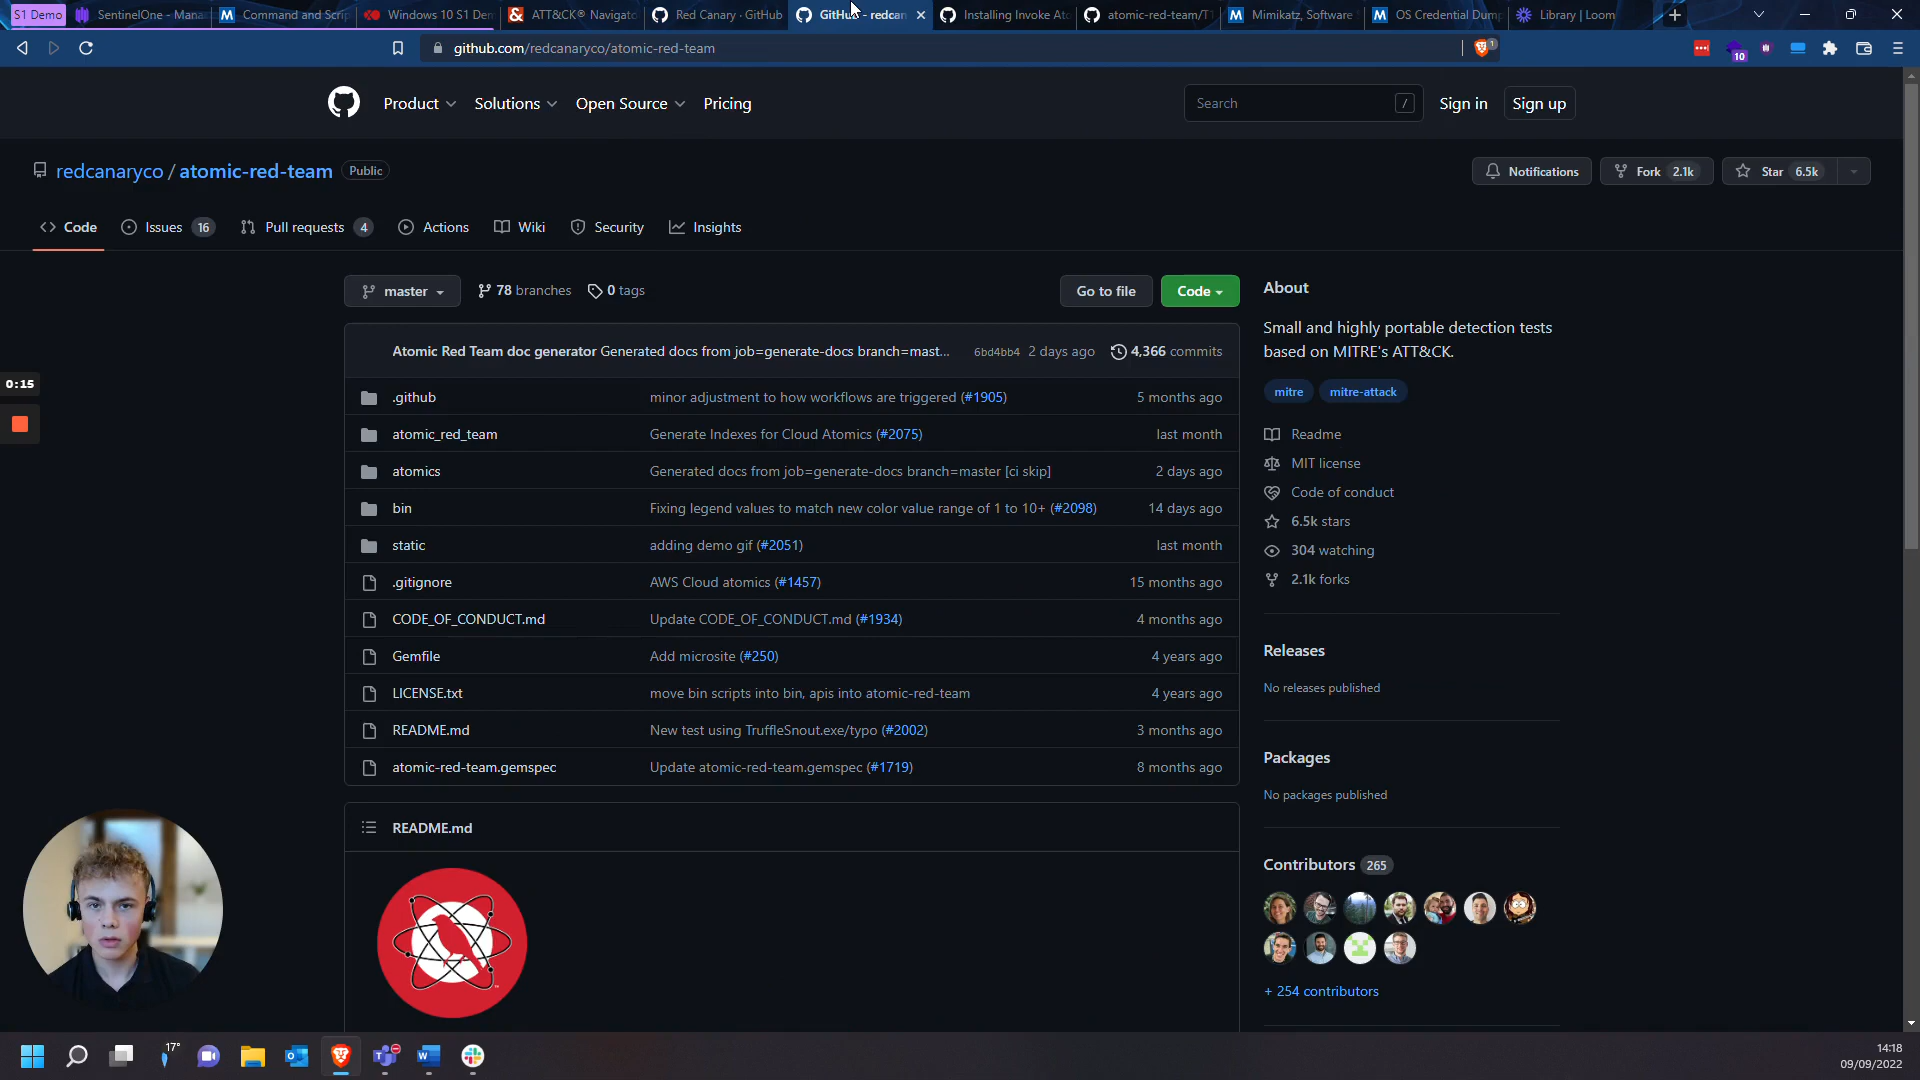 S1 Demo
SentinelOne - Mana
Command and Scrip
Windows 10 S1 Den
ATT&CK® Navigato
Red Canary · GitHub
GitHub - redcan
Installing Invoke Ato
atomic-red-team/T1
Mimikatz, Software
OS Credential Dump
Library | Loom
github.com/redcanaryco/atomic-red-team
1
10
Product
Solutions
Open Source
Pricing
Search
/
Sign in
Sign up
redcanaryco / atomic-red-team Public
Notifications
Fork 2.1k
Star 6.5k
Code
Issues 16
Pull requests 4
Actions
Wiki
Security
Insights
master
78 branches
0 tags
Go to file
Code
Atomic Red Team doc generator Generated docs from job=generate-docs branch=mast... 6bd4bb4 2 days ago 4,366 commits
.github minor adjustment to how workflows are triggered (#1905) 5 months ago
atomic_red_team Generate Indexes for Cloud Atomics (#2075) last month
atomics Generated docs from job=generate-docs branch=master [ci skip] 2 days ago
bin Fixing legend values to match new color value range of 1 to 10+ (#2098) 14 days ago
static adding demo gif (#2051) last month
.gitignore AWS Cloud atomics (#1457) 15 months ago
CODE_OF_CONDUCT.md Update CODE_OF_CONDUCT.md (#1934) 4 months ago
Gemfile Add microsite (#250) 4 years ago
LICENSE.txt move bin scripts into bin, apis into atomic-red-team 4 years ago
README.md New test using TruffleSnout.exe/typo (#2002) 3 months ago
atomic-red-team.gemspec Update atomic-red-team.gemspec (#1719) 8 months ago
README.md
About
Small and highly portable detection tests
based on MITRE's ATT&CK.
mitre
mitre-attack
Readme
MIT license
Code of conduct
6.5k stars
304 watching
2.1k forks
Releases
No releases published
Packages
No packages published
Contributors 265
+ 254 contributors
0:15
17°
14:18
09/09/2022